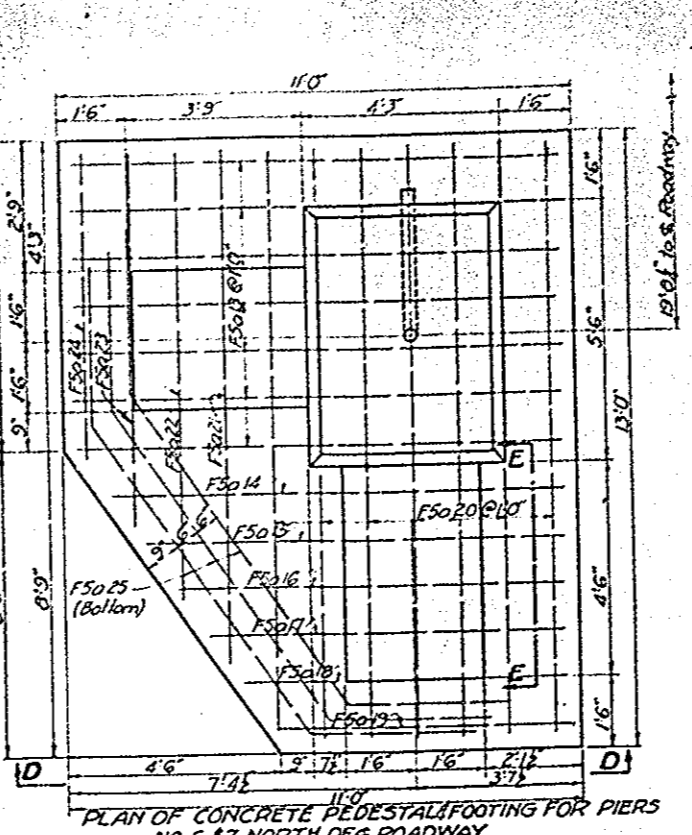 11'0"
1'6" 3'9" 4'3" 1'6"
2'9"
4'3"
1'6"
1'6"
9"
8'9"
1'6"
5'6"
13'0"
4'6"
1'6"
F5a13 @ 1'0"
F5a24
F5a23
F5a22
F5a21
F5a14
F5a15
F5a16
F5a17
F5a18
F5a19
F5a20 @ 1'0"
F5a25
(Bottom)
9" 6" 6"
E
E
D D
4'6" 9" 7½" 1'6" 1'6" 2'1½"
7'4½" 3'7½"
11'0"
PLAN OF CONCRETE PEDESTAL & FOOTING FOR PIERS